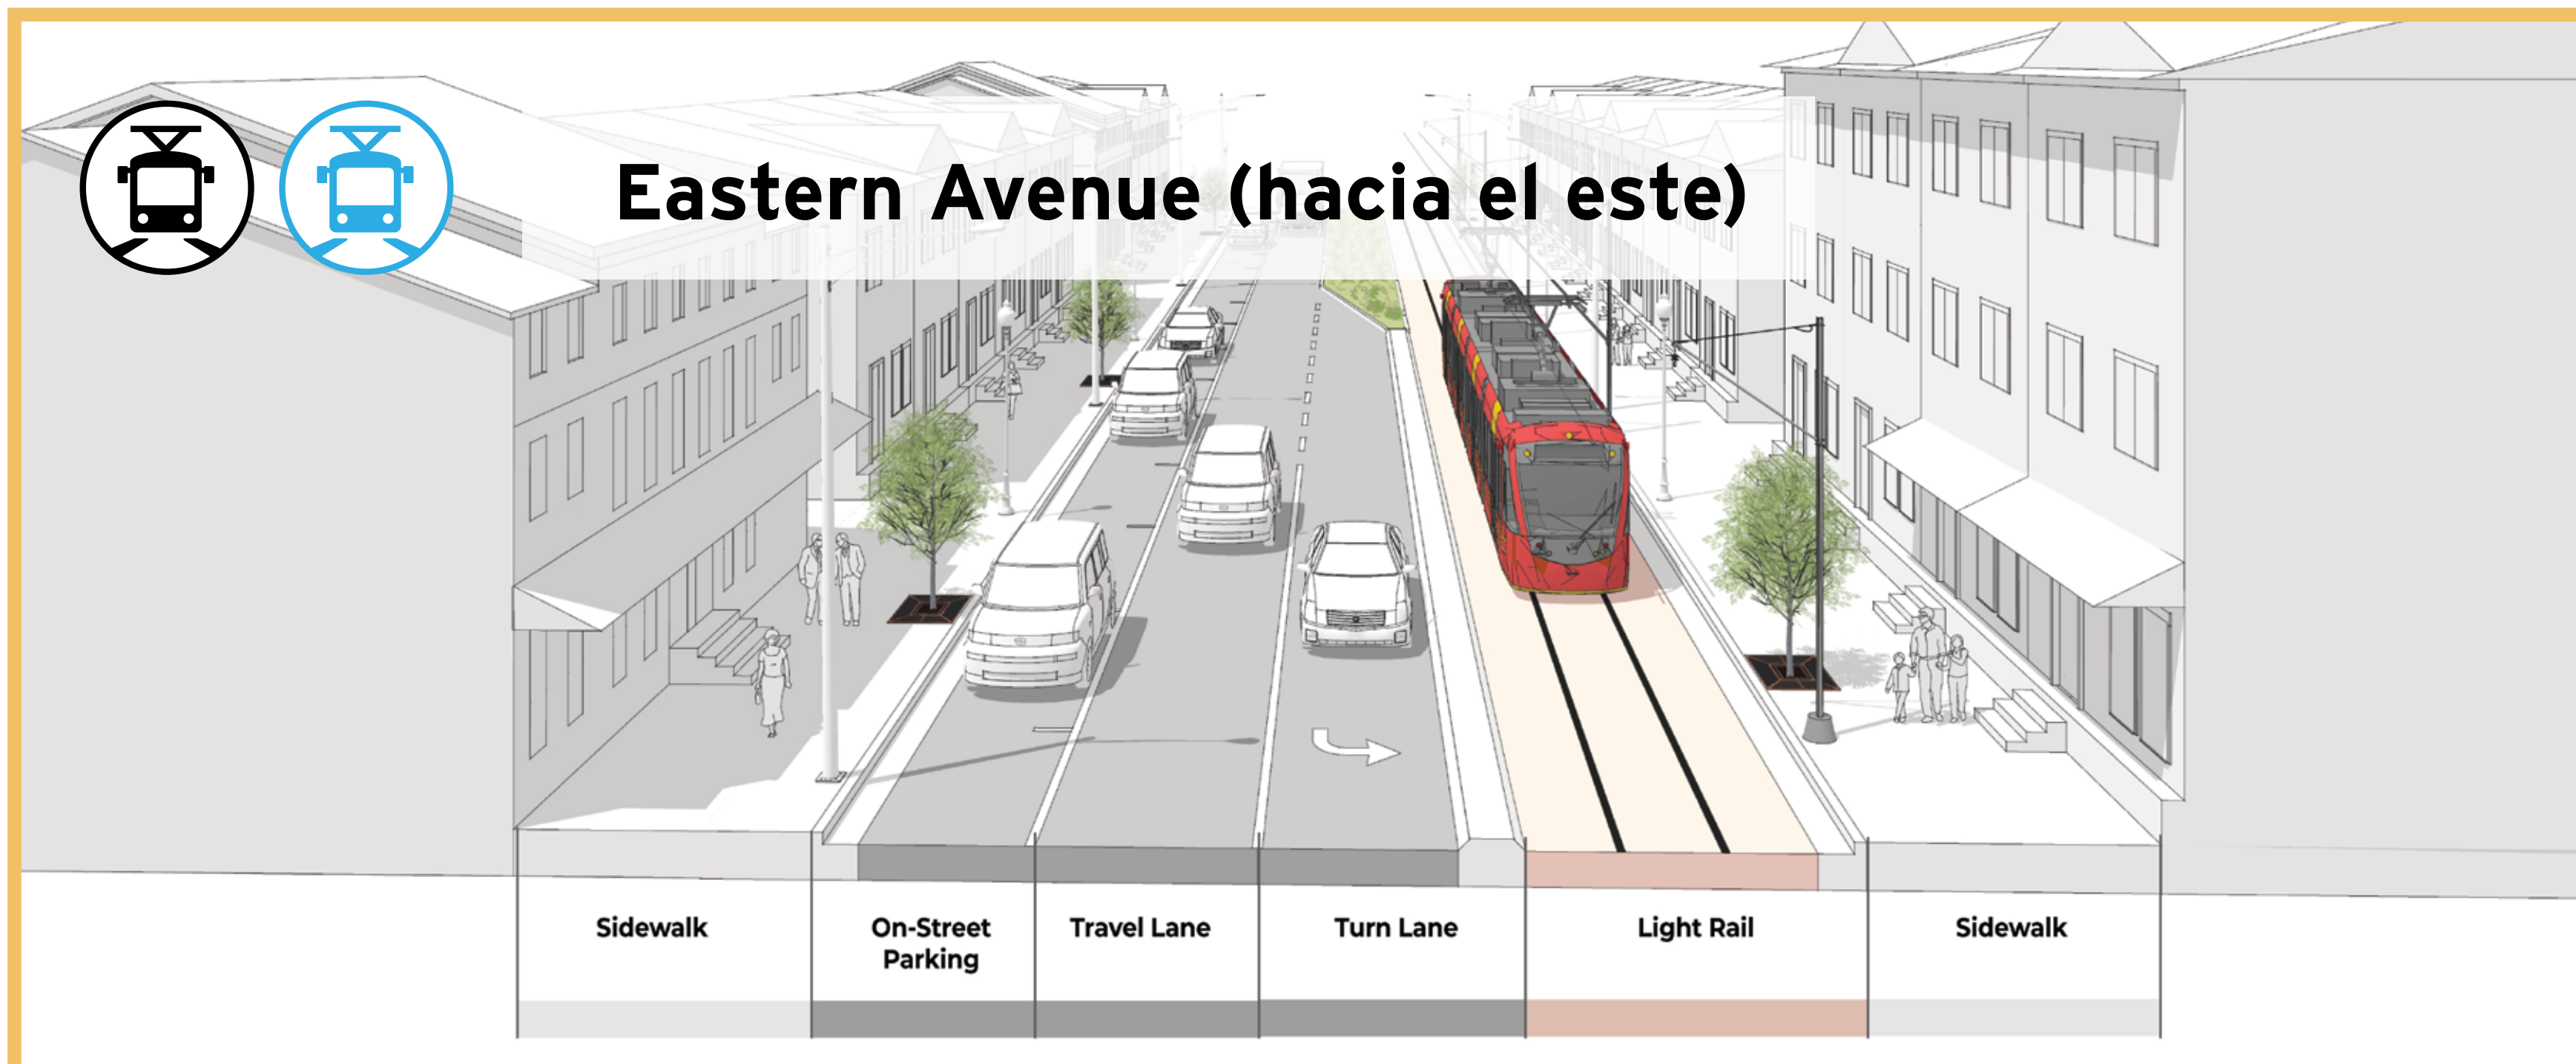 Eastern Avenue (hacia el este)
Sidewalk
On-Street
Parking
Travel Lane
Turn Lane
Light Rail
Sidewalk